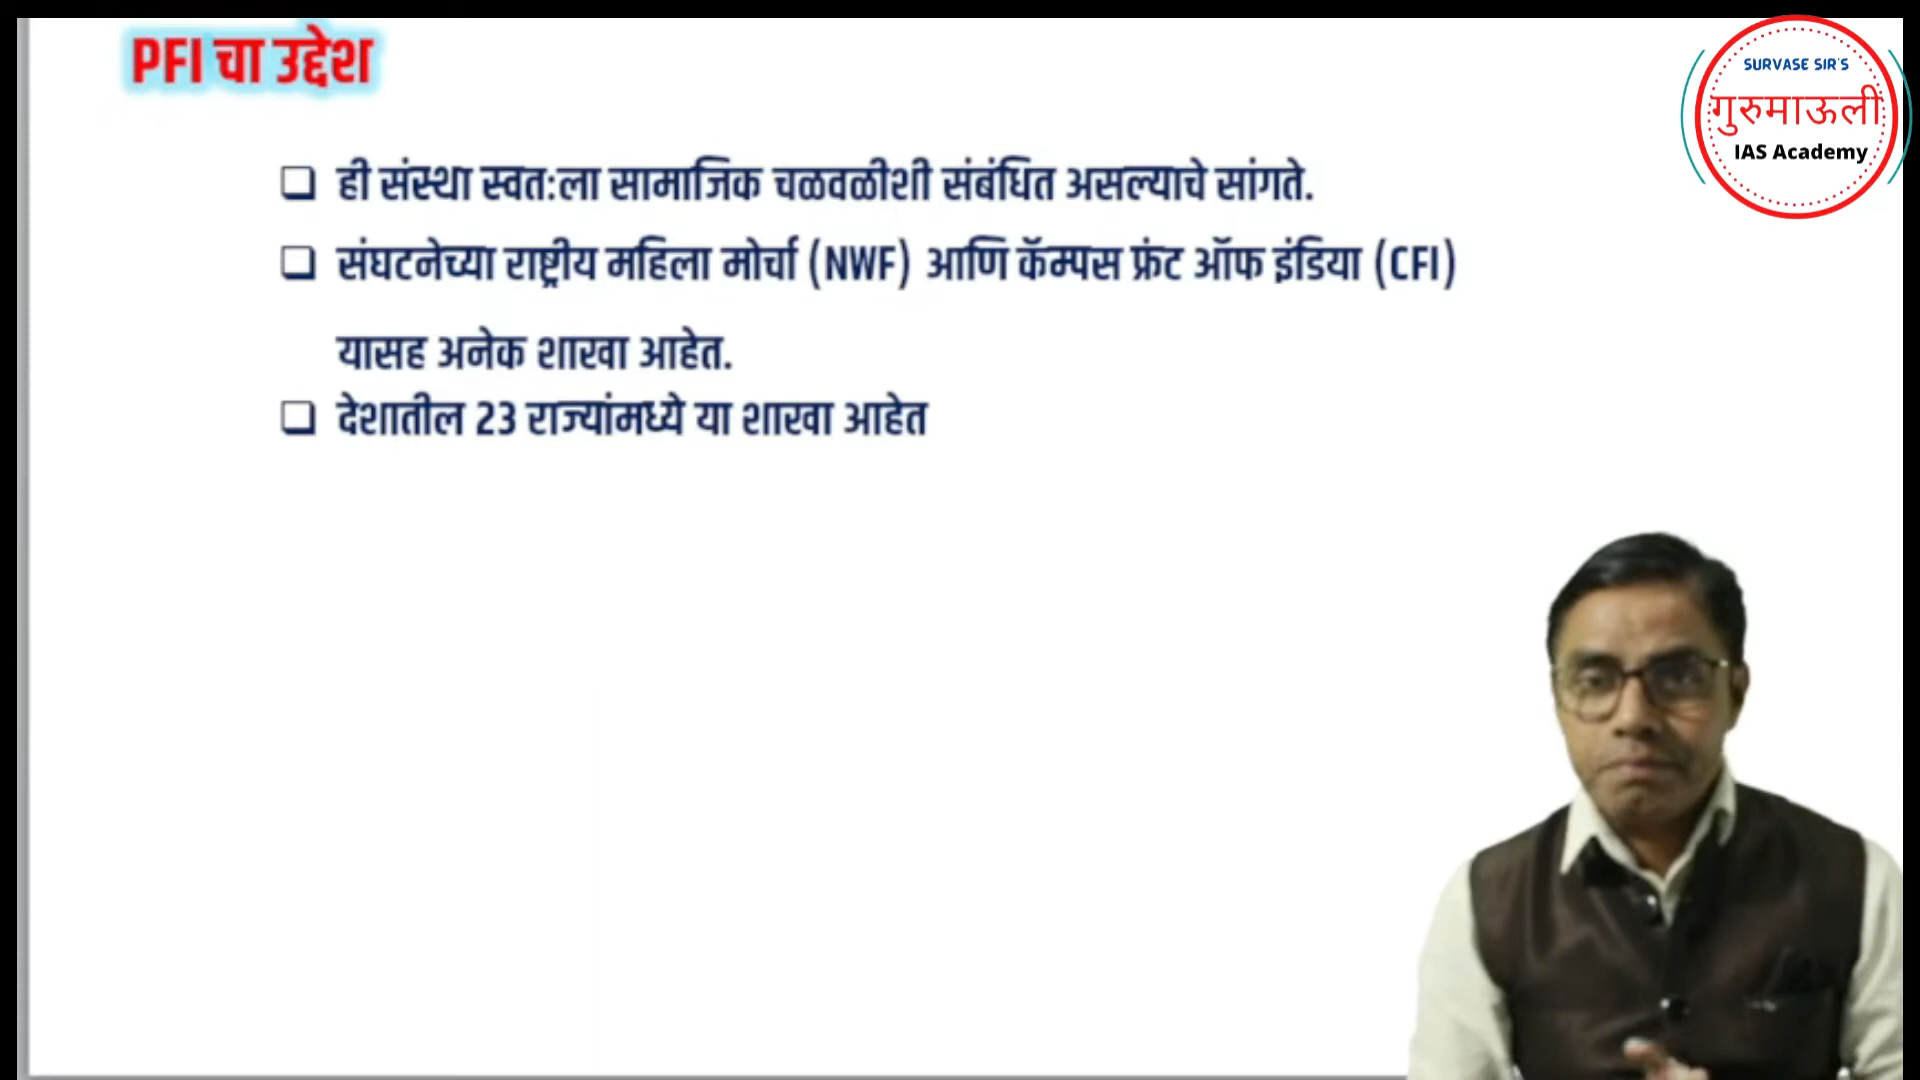 PFI चा उद्देश
SURVASE SIR'S
गुरुमाऊली
IAS Academy
ही संस्था स्वत:ला सामाजिक चळवळीशी संबंधित असल्याचे सांगते.
संघटनेच्या राष्ट्रीय महिला मोर्चा (NWF) आणि कॅम्पस फ्रंट ऑफ इंडिया (CFI)
यासह अनेक शाखा आहेत.
देशातील 23 राज्यांमध्ये या शाखा आहेत